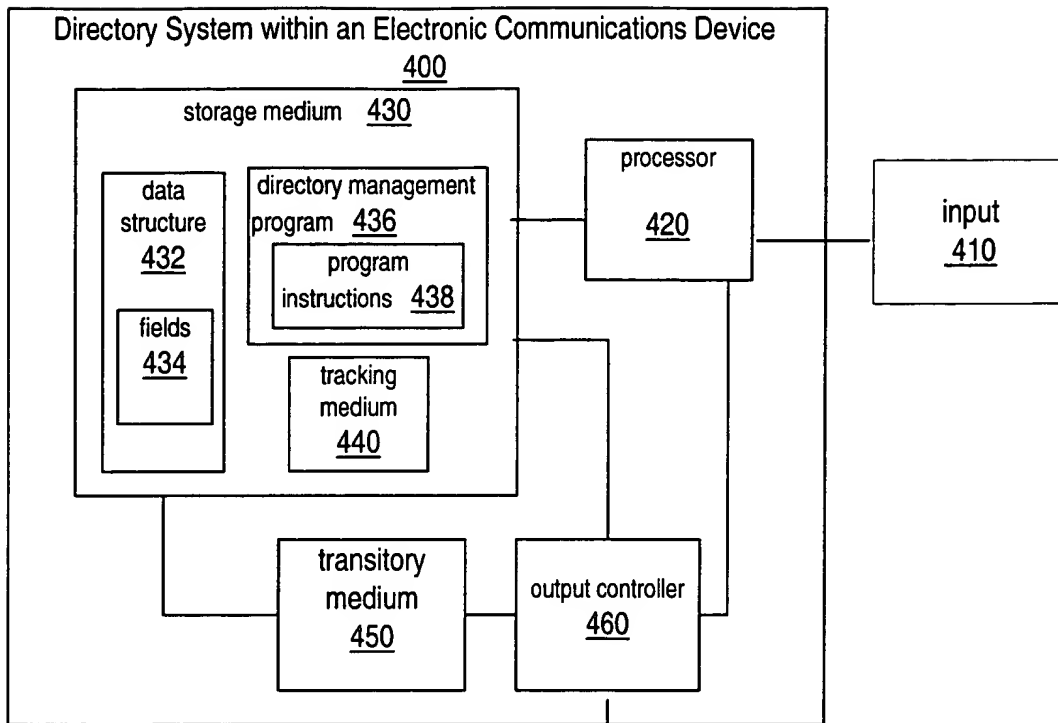 Directory System within an Electronic Communications Device
400
storage medium 430
data
structure
432
fields
434
directory management
program 436
program
instructions 438
tracking
medium
440
processor
420
input
410
transitory
medium
450
output controller
460